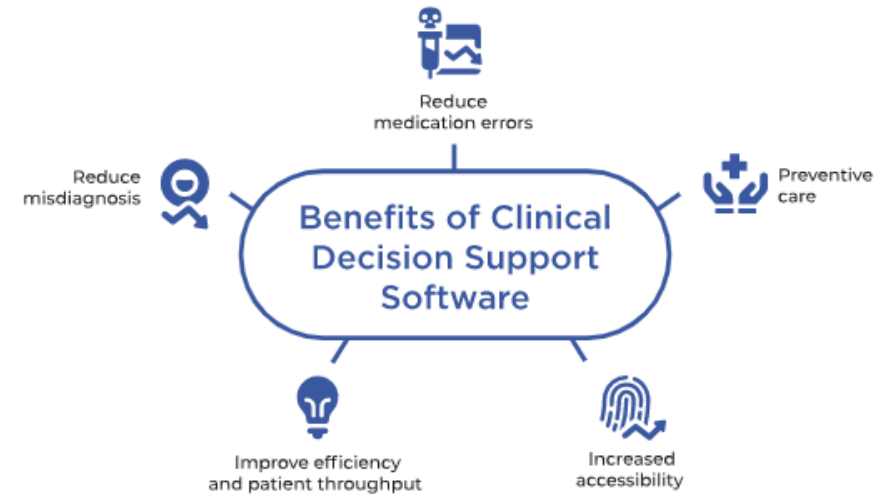 Reduce
medication errors
Reduce
misdiagnosis
Preventive
care
Benefits of Clinical
Decision Support
Software
Improve efficiency
and patient throughput
Increased
accessibility